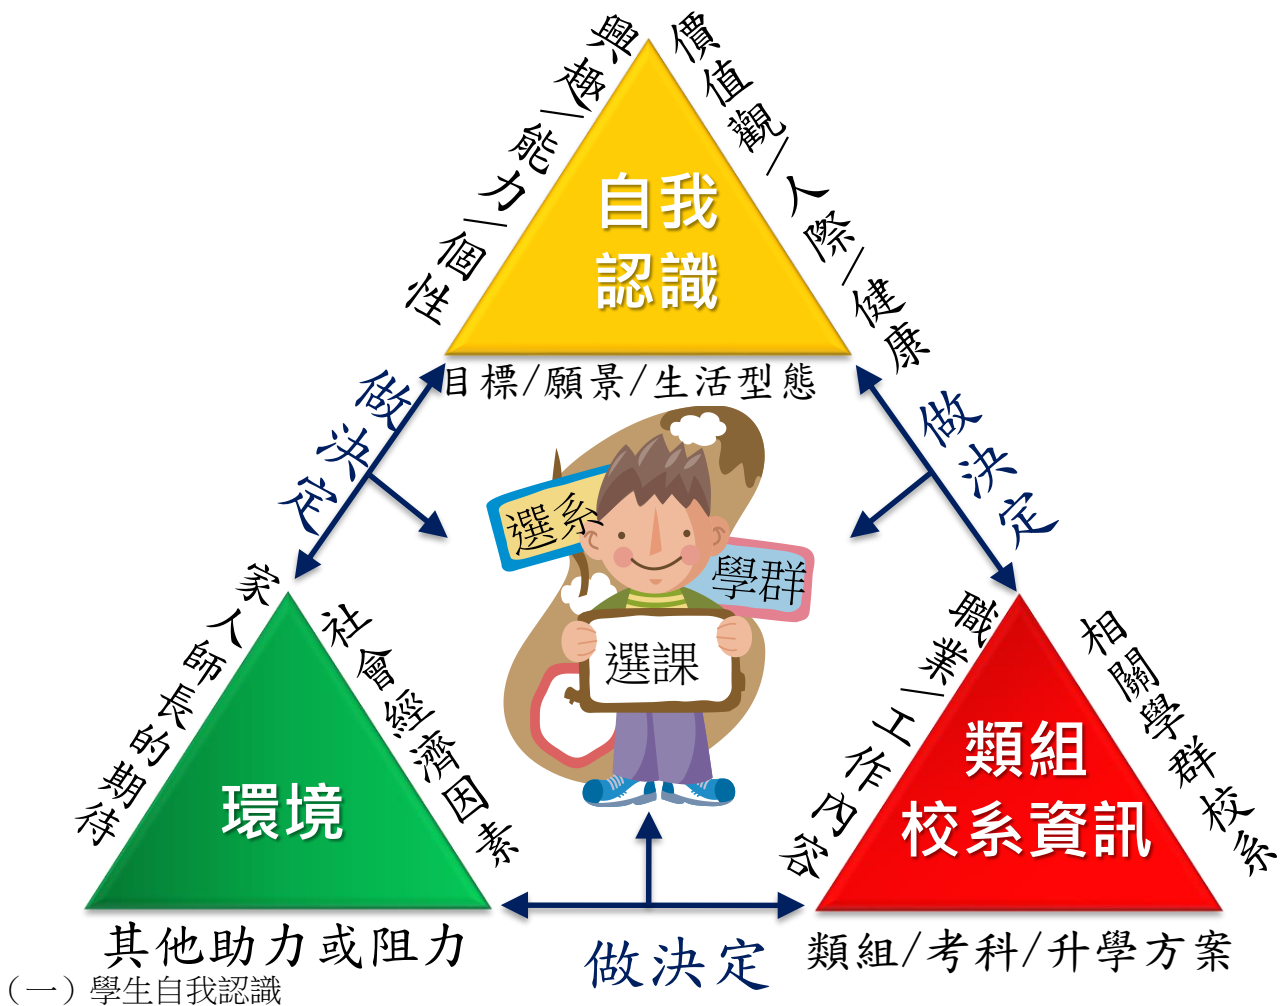 興趣/能力/個性
價值觀/人際/健康
自我
認識
目標/願景/生活型態
做決定
做決定
選系
學群
選課
家人師長的期待
社會經濟因素
環境
其他助力或阻力
職業/工作內容
相關學群校系
類組
校系資訊
類組/考科/升學方案
做決定
（一）學生自我認識